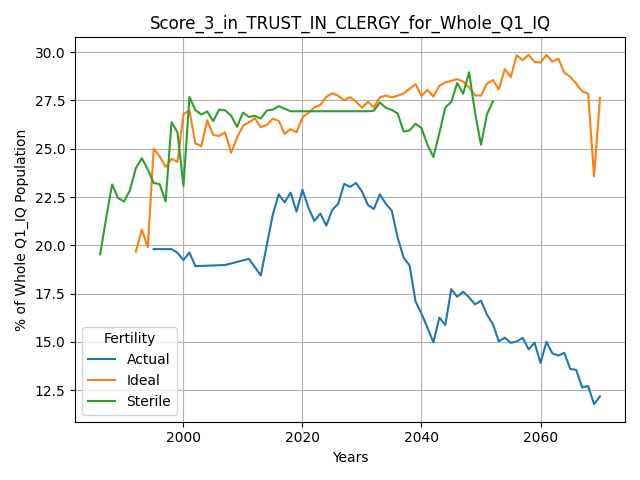 Score_3_in_TRUST_IN_CLERGY_for_Whole_Q1_IQ
% of Whole Q1_IQ Population
30.0
27.5
25.0
22.5
20.0
17.5
15.0
12.5
Fertility
Actual
Ideal
Sterile
2000
2020
2040
2060
Years